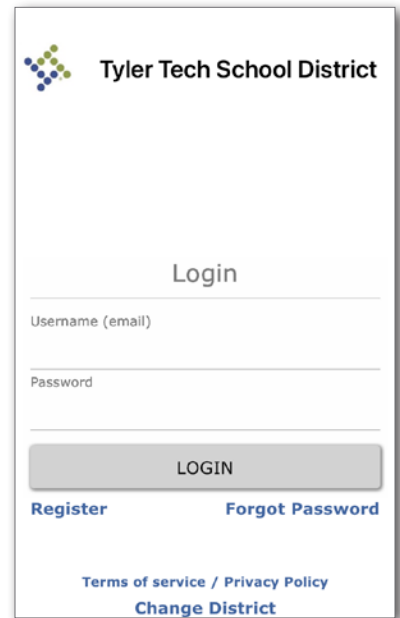 Tyler Tech School District
Login
Username (email)
Password
LOGIN
Register Forgot Password
Terms of service / Privacy Policy
Change District